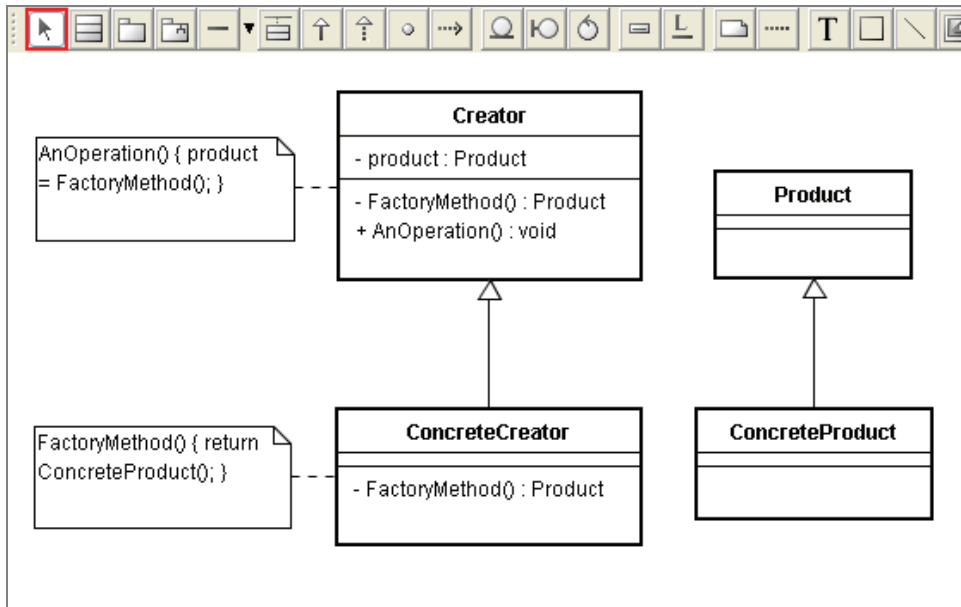 L
T
Creator
- product : Product
- FactoryMethod() : Product
+ AnOperation() : void
AnOperation() { product
= FactoryMethod(); }
Product
ConcreteCreator
- FactoryMethod() : Product
FactoryMethod() { return
ConcreteProduct(); }
ConcreteProduct